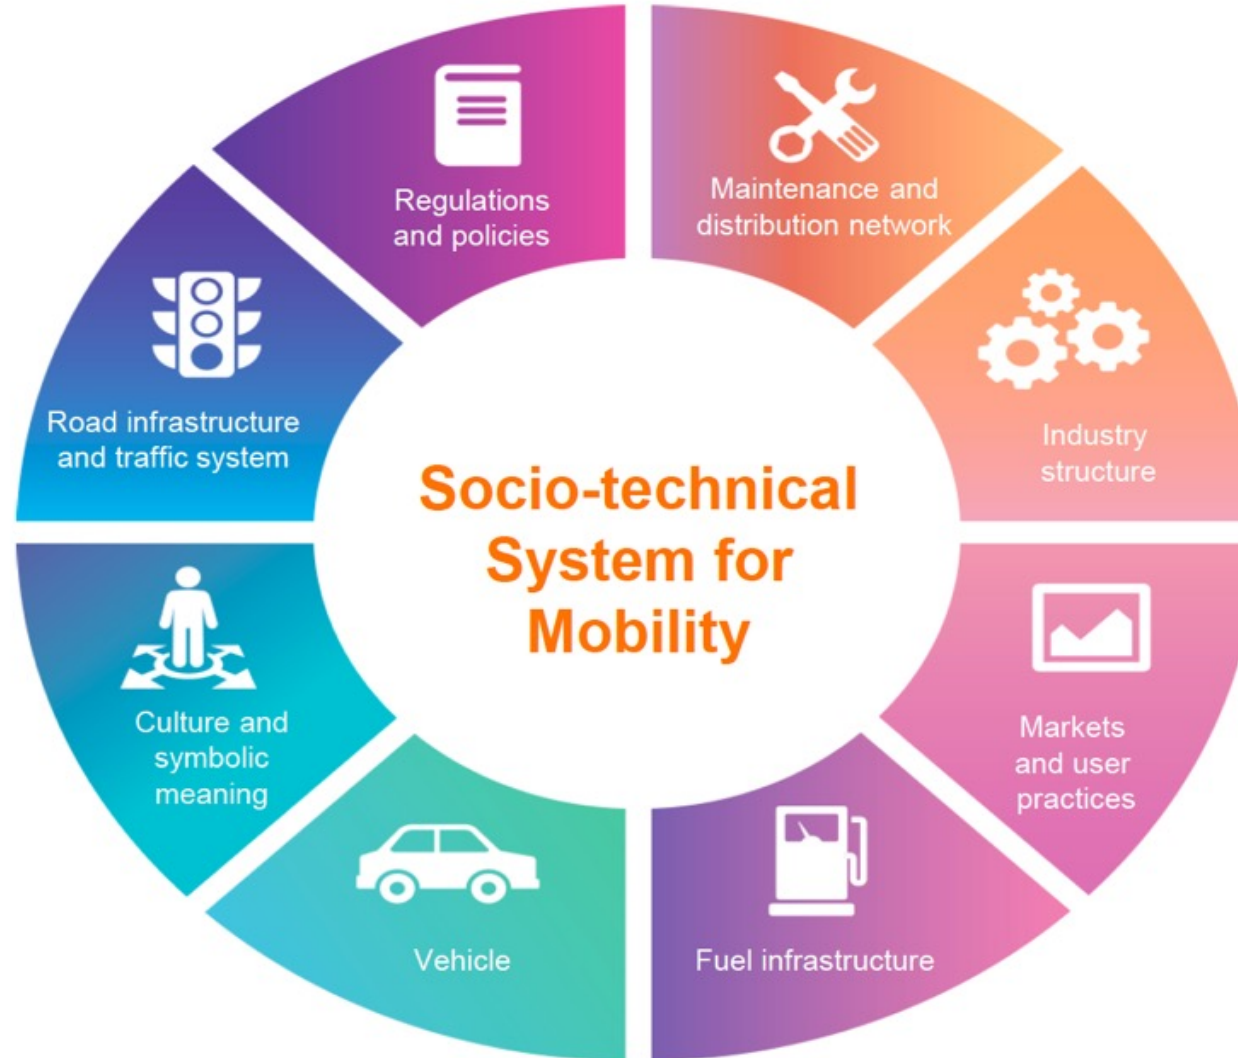 Regulations
and policies
Maintenance and
distribution network
Road infrastructure
and traffic system
Industry
structure
Socio-technical
System for
Mobility
Culture and
symbolic
meaning
Markets
and user
practices
Vehicle
Fuel infrastructure